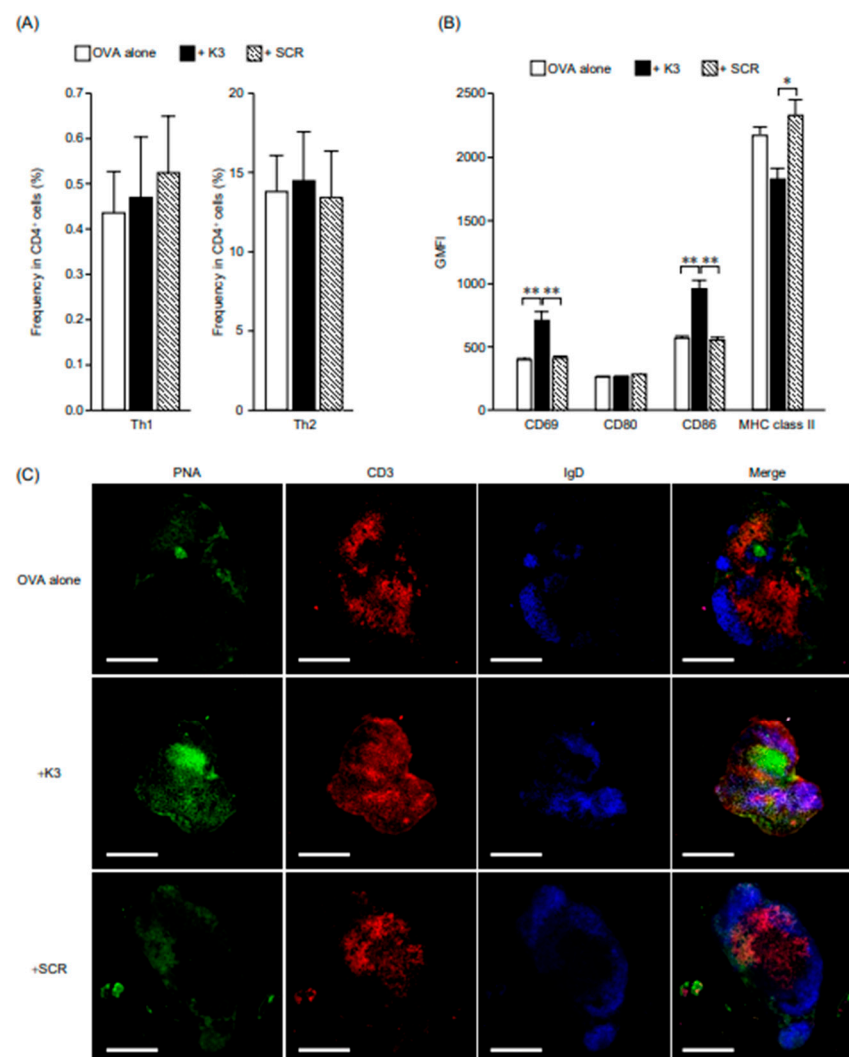 (A)
OVA alone + K3 + SCR
Frequency in CD4⁺ cells (%)
0.7
0.6
0.5
0.4
0.3
0.2
0.1
0.0
Th1
Frequency in CD4⁺ cells (%)
20
15
10
5
0
Th2
(B)
OVA alone + K3 + SCR
GMFI
2500
2000
1500
1000
500
0
** **
** **
*
CD69 CD80 CD86 MHC class II
(C)
PNA CD3 IgD Merge
OVA alone
+K3
+SCR